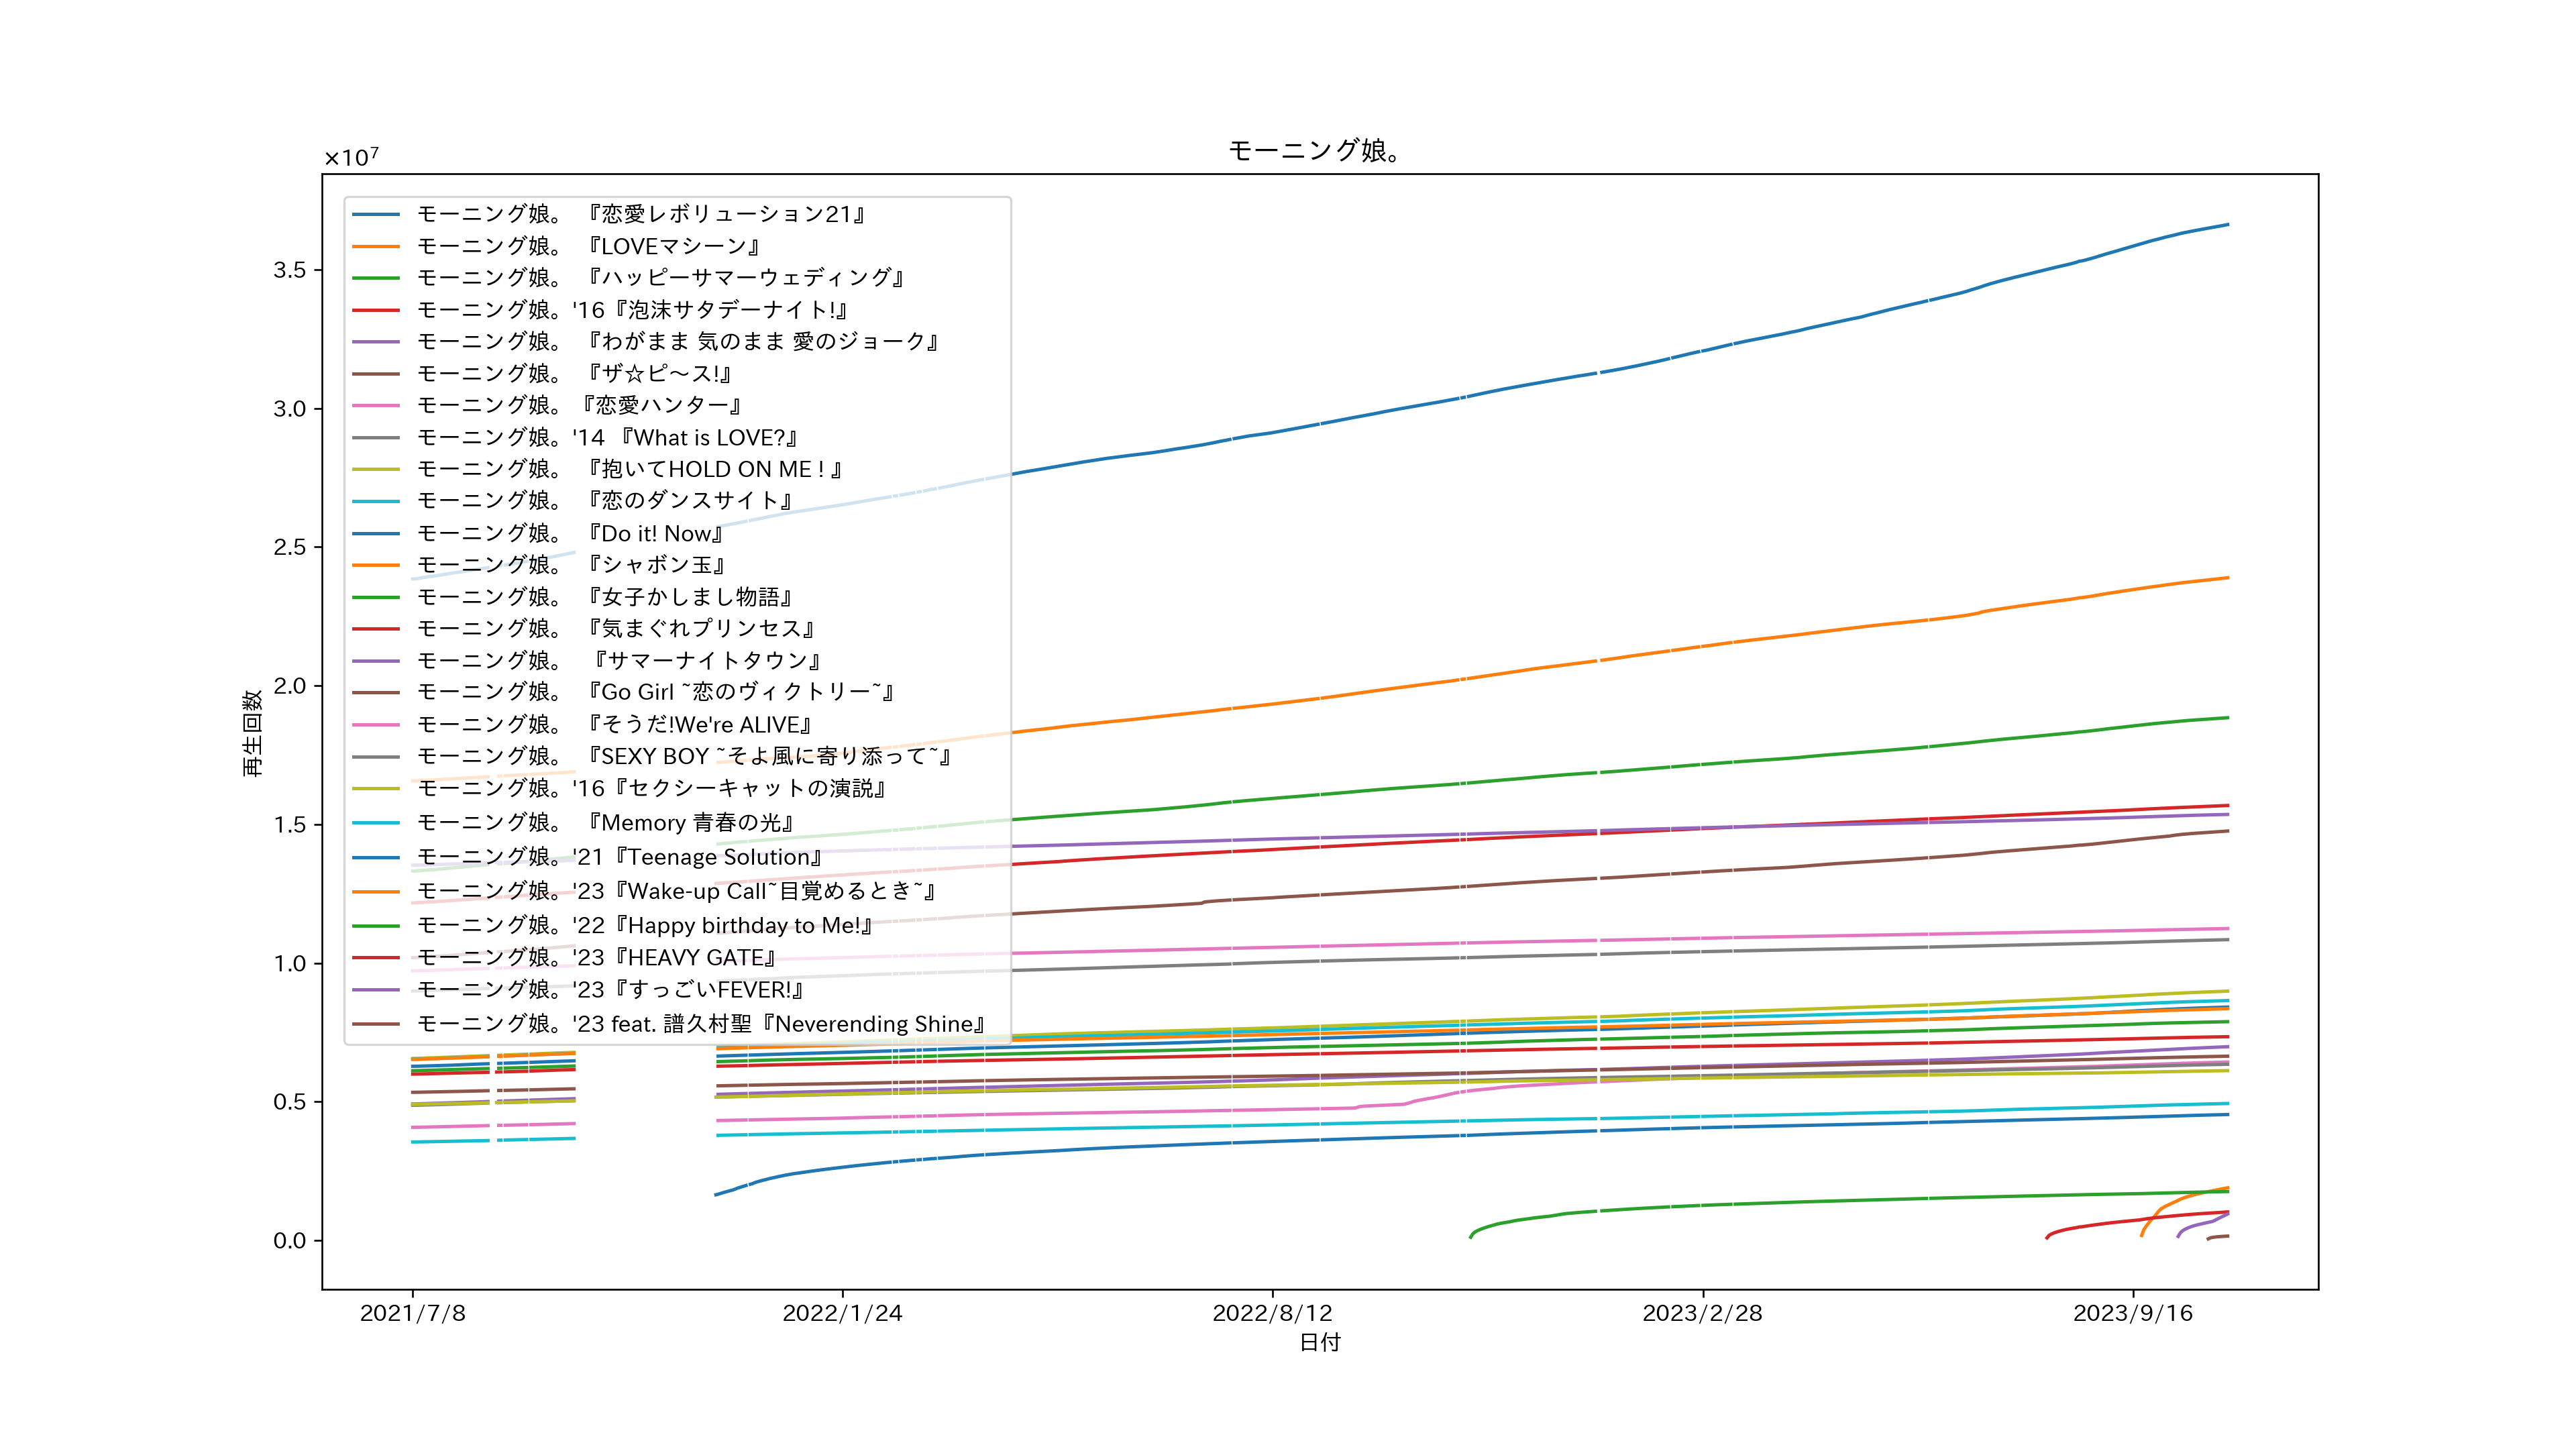 モーニング娘。
×10⁷
モーニング娘。 『恋愛レボリューション21』
モーニング娘。 『LOVEマシーン』
モーニング娘。 『ハッピーサマーウェディング』
モーニング娘。'16『泡沫サタデーナイト!』
モーニング娘。 『わがまま 気のまま 愛のジョーク』
モーニング娘。 『ザ☆ピ～ス!』
モーニング娘。『恋愛ハンター』
モーニング娘。'14 『What is LOVE?』
モーニング娘。 『抱いてHOLD ON ME ! 』
モーニング娘。 『恋のダンスサイト』
モーニング娘。 『Do it! Now』
モーニング娘。 『シャボン玉』
モーニング娘。 『女子かしまし物語』
モーニング娘。 『気まぐれプリンセス』
モーニング娘。  『サマーナイトタウン』
モーニング娘。 『Go Girl ~恋のヴィクトリー~』
モーニング娘。 『そうだ!We're ALIVE』
モーニング娘。 『SEXY BOY ~そよ風に寄り添って~』
モーニング娘。'16『セクシーキャットの演説』
モーニング娘。 『Memory 青春の光』
モーニング娘。'21『Teenage Solution』
モーニング娘。'23『Wake-up Call~目覚めるとき~』
モーニング娘。'22『Happy birthday to Me!』
モーニング娘。'23『HEAVY GATE』
モーニング娘。'23『すっごいFEVER!』
モーニング娘。'23 feat. 譜久村聖『Neverending Shine』
3.5
3.0
2.5
2.0
1.5
1.0
0.5
0.0
再生回数
2021/7/8
2022/1/24
2022/8/12
2023/2/28
2023/9/16
日付